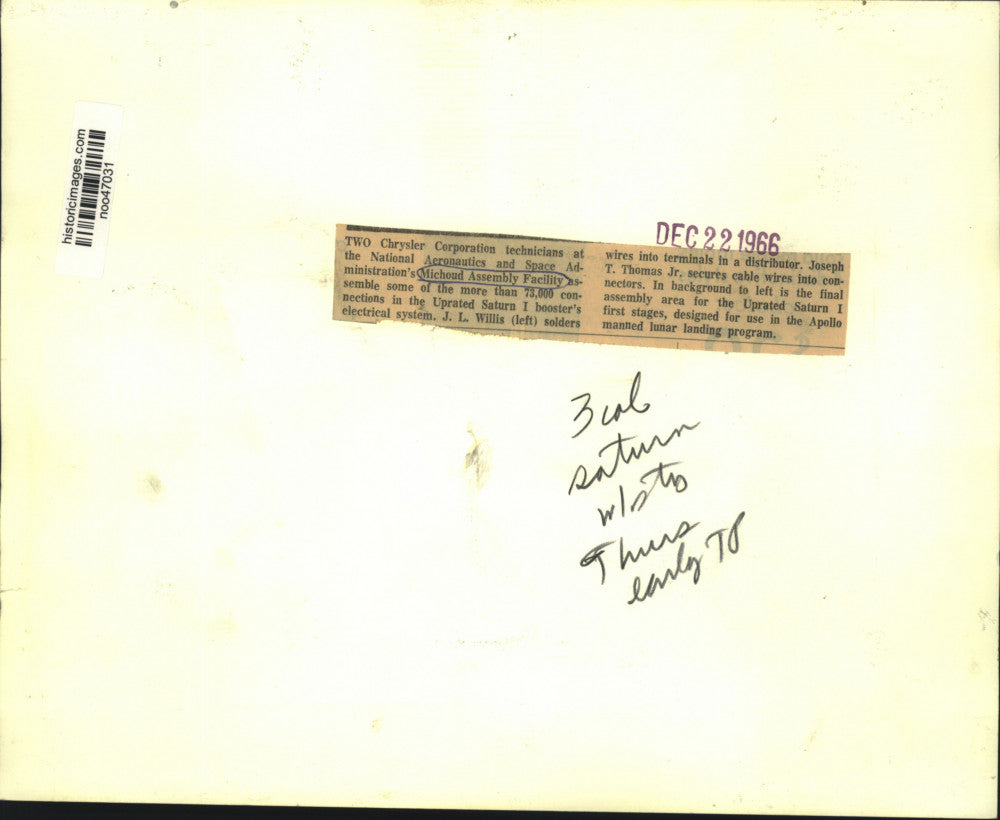 historicimages.com
noo47031
DEC 22 1966
TWO Chrysler Corporation technicians at
the National Aeronautics and Space Ad-
ministration's Michoud Assembly Facility as-
semble some of the more than 73,000 con-
nections in the Uprated Saturn I booster's
electrical system. J. L. Willis (left) solders
wires into terminals in a distributor. Joseph
T. Thomas Jr. secures cable wires into con-
nectors. In background to left is the final
assembly area for the Uprated Saturn I
first stages, designed for use in the Apollo
manned lunar landing program.
3 col
saturn
w/sty
Thurs
early TP